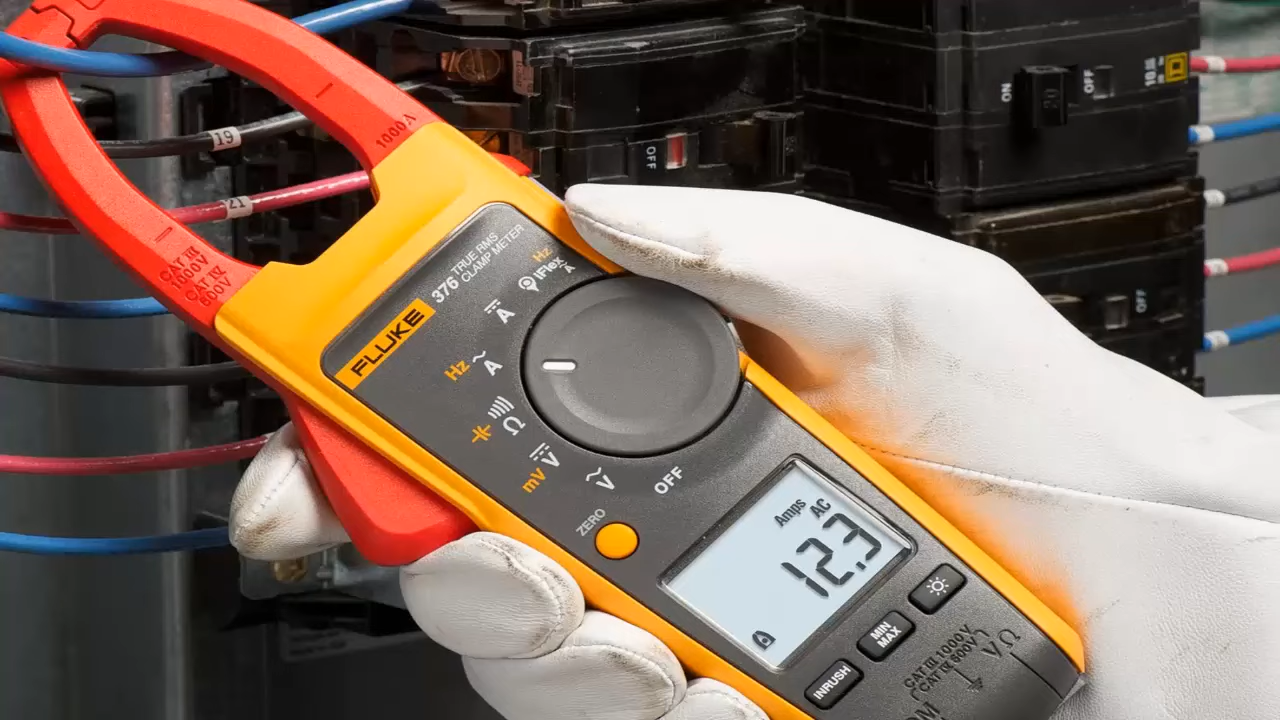 1000A
19
21
CAT III
1000V
CAT IV
600V
FLUKE
376 TRUE RMS
CLAMP METER
Hz
iFlex
A
A
Hz A
Ω
mV V
V
OFF
ZERO
Amps AC
12.3
INRUSH
MIN
MAX
CAT III 1000V
CAT IV 600V
VΩ
OFF
ON
OFF
OFF